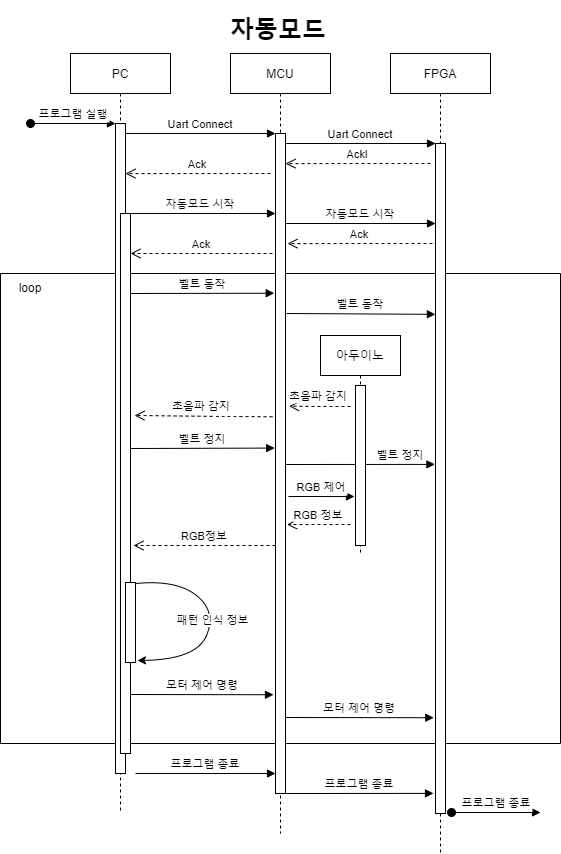 자동모드
PC
MCU
FPGA
프로그램 실행
Uart Connect
Uart Connect
Ackl
Ack
자동모드 시작
자동모드 시작
Ack
Ack
loop
벨트 동작
벨트 동작
아두이노
초음파 감지
초음파 감지
벨트 정지
벨트 정지
RGB 제어
RGB 정보
RGB정보
패턴 인식 정보
모터 제어 명령
모터 제어 명령
프로그램 종료
프로그램 종료
프로그램 종료